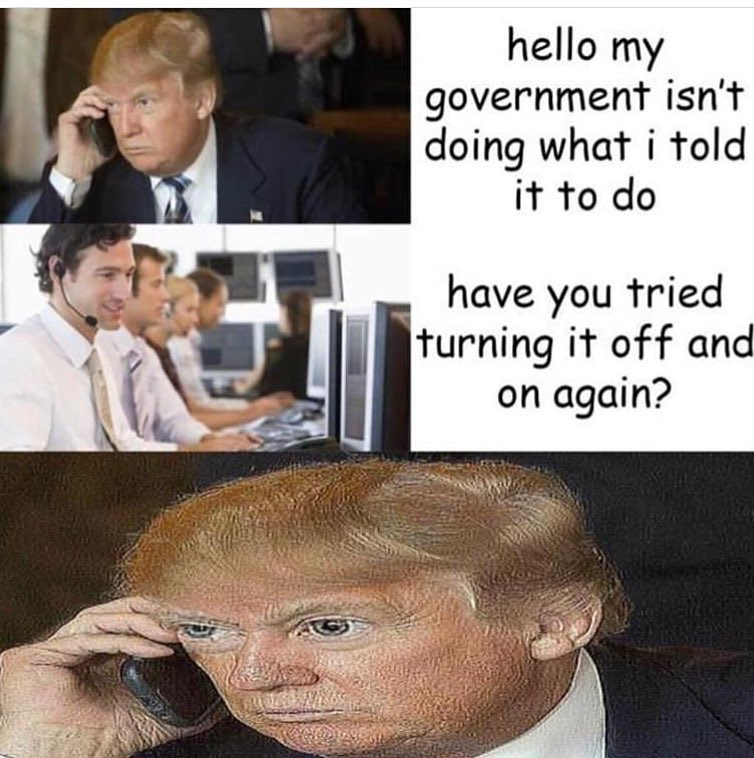 hello my
government isn't
doing what i told
it to do
have you tried
turning it off and
on again?